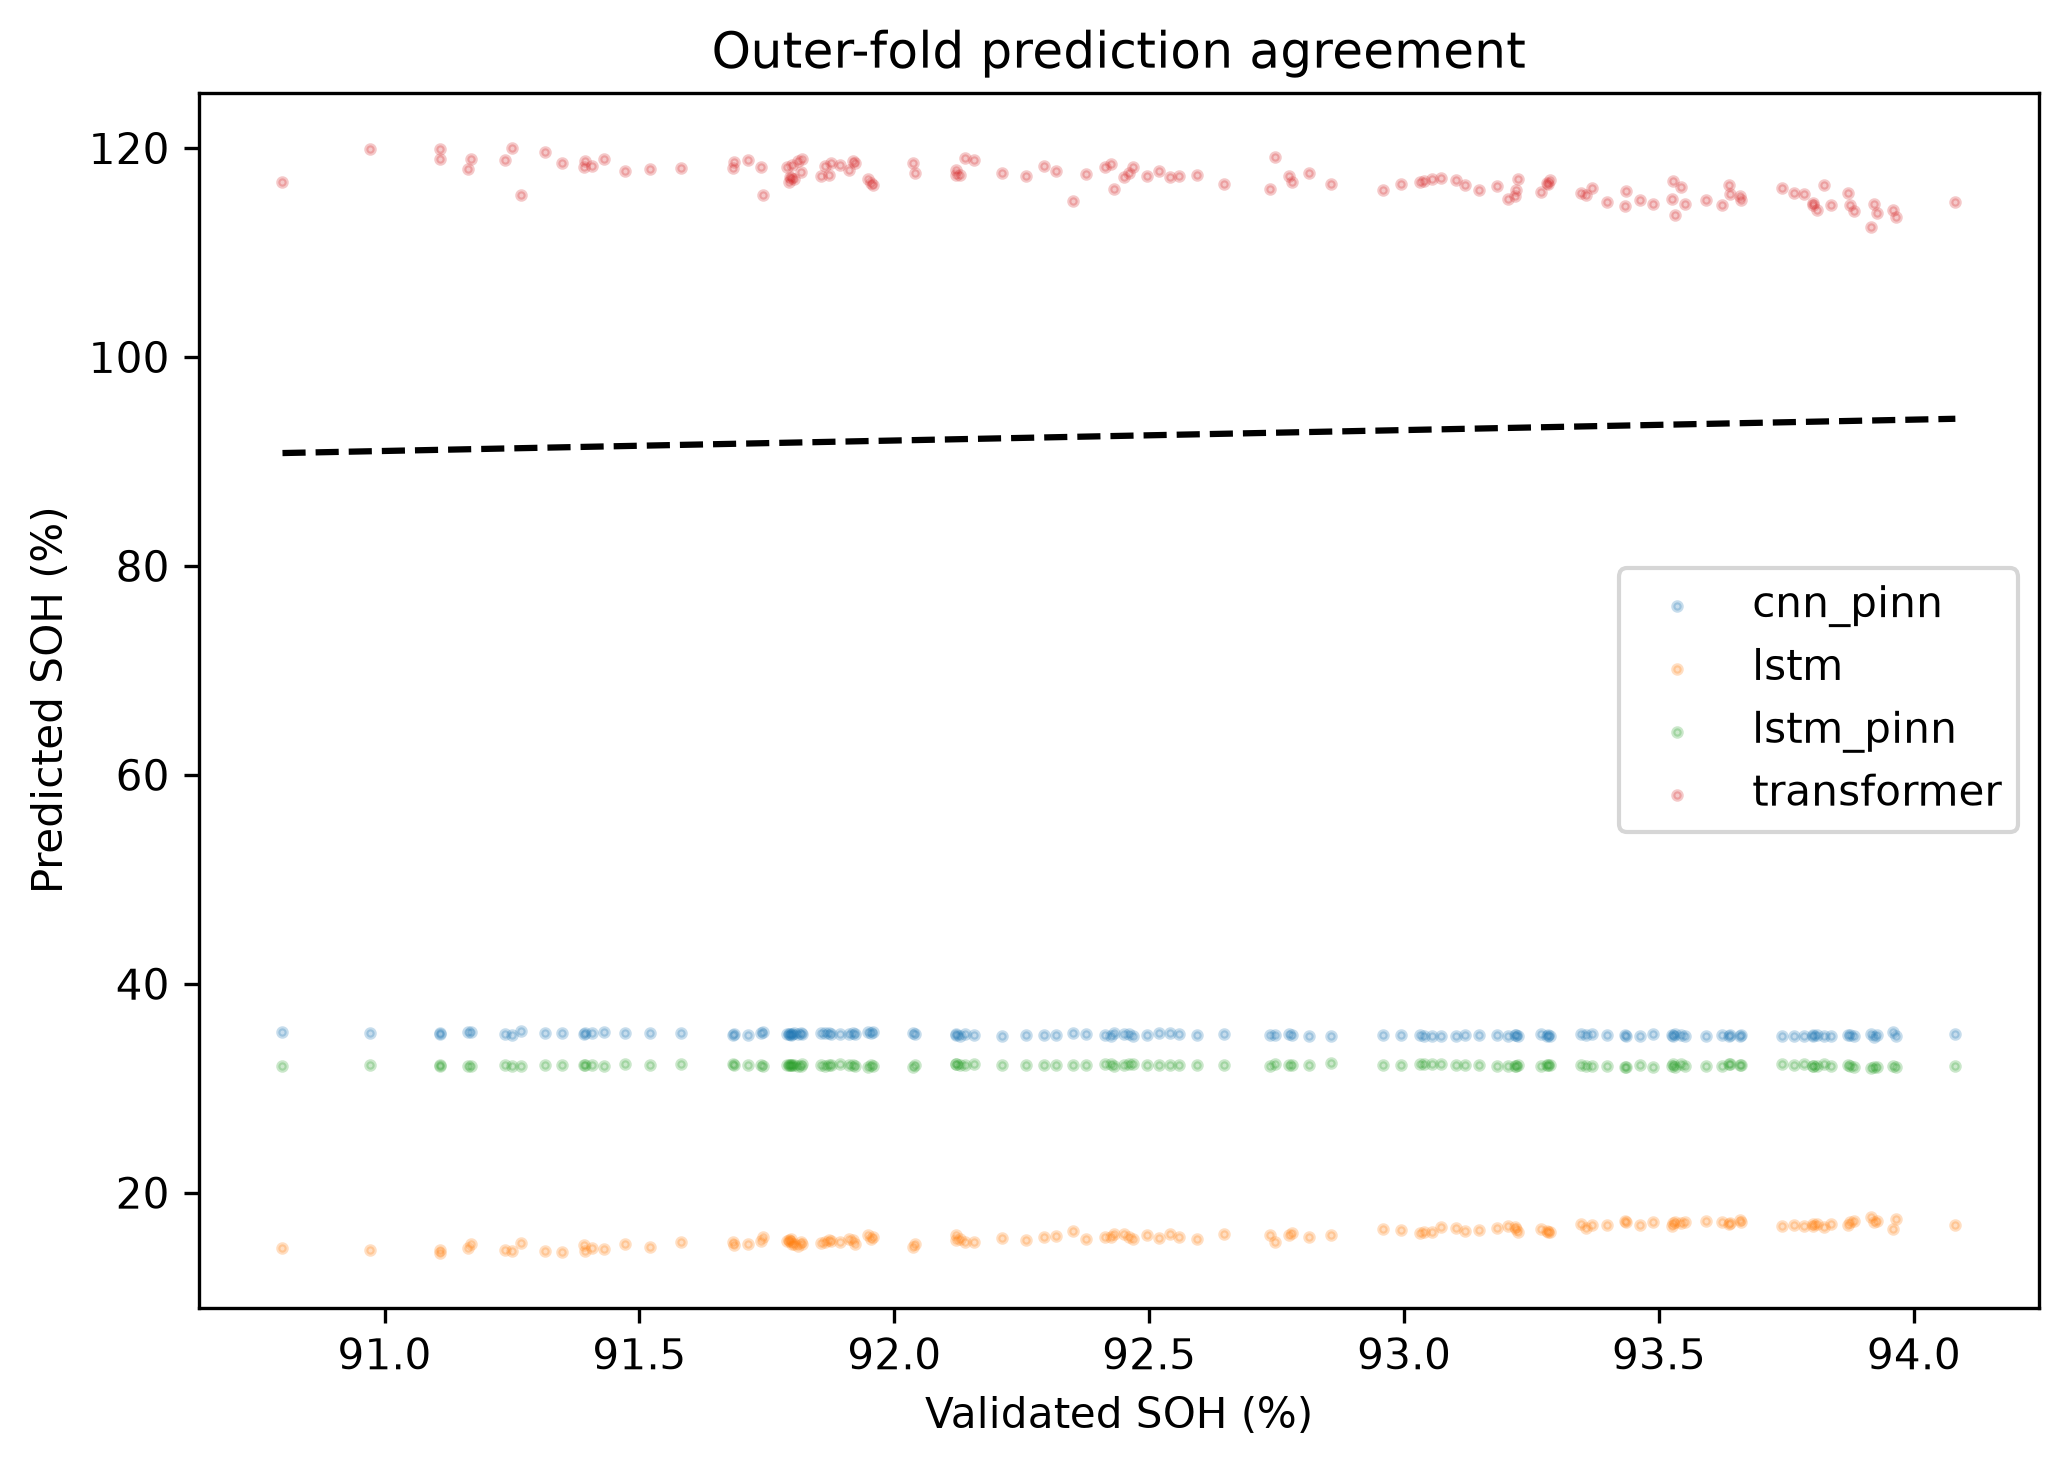 Outer-fold prediction agreement
120
100
80
60
40
20
Predicted SOH (%)
cnn_pinn
lstm
lstm_pinn
transformer
91.0 91.5 92.0 92.5 93.0 93.5 94.0
Validated SOH (%)